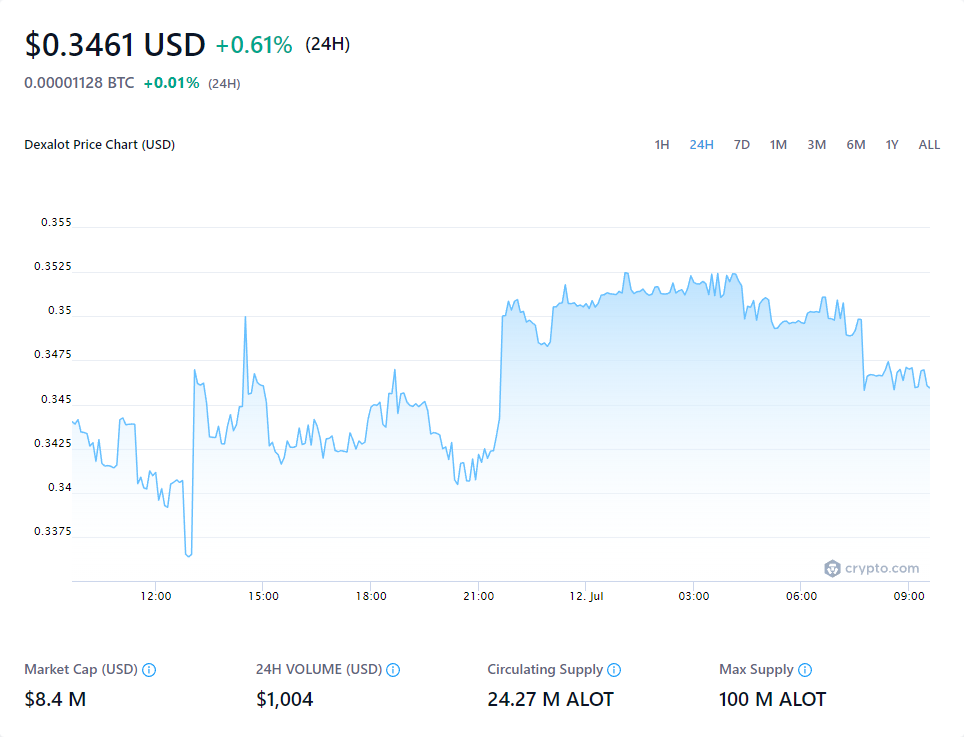 $0.3461 USD +0.61% (24H)
0.00001128 BTC +0.01% (24H)
Dexalot Price Chart (USD)
1H 24H 7D 1M 3M 6M 1Y ALL
0.355
0.3525
0.35
0.3475
0.345
0.3425
0.34
0.3375
crypto.com
12:00 15:00 18:00 21:00 12. Jul 03:00 06:00 09:00
Market Cap (USD) 24H VOLUME (USD) Circulating Supply Max Supply
$8.4 M $1,004 24.27 M ALOT 100 M ALOT